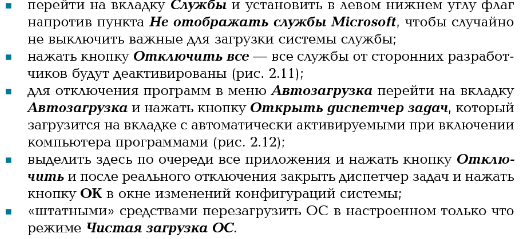 перейти на вкладку Службы и установить в левом нижнем углу флаг
напротив пункта Не отображать службы Microsoft, чтобы случайно
не выключить важные для загрузки системы службы;
нажать кнопку Отключить все — все службы от сторонних разработ-
чиков будут деактивированы (рис. 2.11);
для отключения программ в меню Автозагрузка перейти на вкладку
Автозагрузка и нажать кнопку Открыть диспетчер задач, который
загрузится на вкладке с автоматически активируемыми при включении
компьютера программами (рис. 2.12);
выделить здесь по очереди все приложения и нажать кнопку Отклю-
чить и после реального отключения закрыть диспетчер задач и нажать
кнопку ОК в окне изменений конфигураций системы;
«штатными» средствами перезагрузить ОС в настроенном только что
режиме Чистая загрузка ОС.